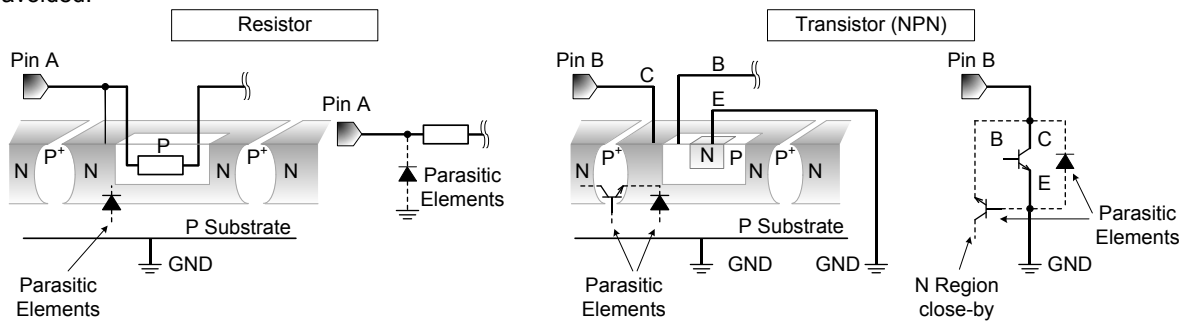 Resistor
Transistor (NPN)
Pin A
Pin A
N P+ N P P+ N N
Parasitic
Elements
P Substrate
GND
Parasitic
Elements
Pin B
C
B
E
N P+ N N P P+ N N
P Substrate
GND
GND
Parasitic
Elements
Pin B
B
C
E
Parasitic
Elements
GND
N Region
close-by